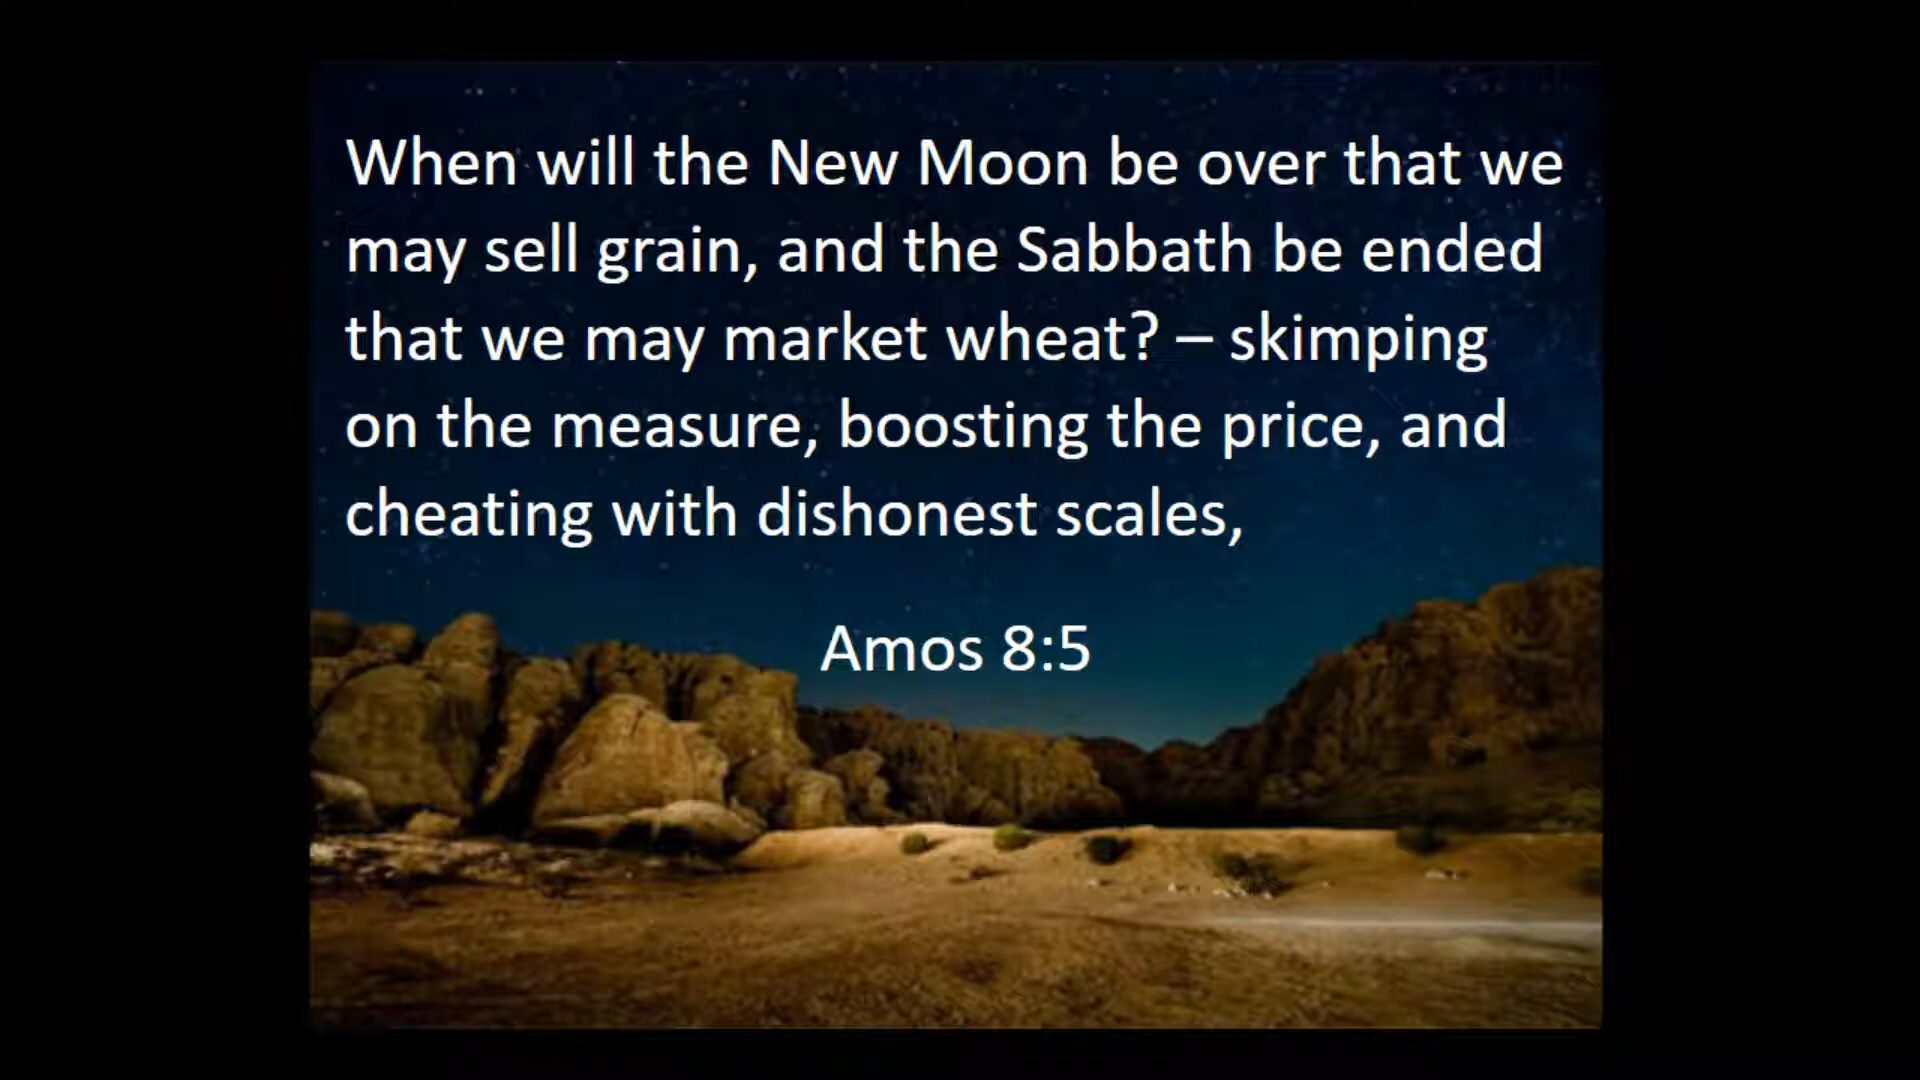 When will the New Moon be over that we
may sell grain, and the Sabbath be ended
that we may market wheat? – skimping
on the measure, boosting the price, and
cheating with dishonest scales,
Amos 8:5